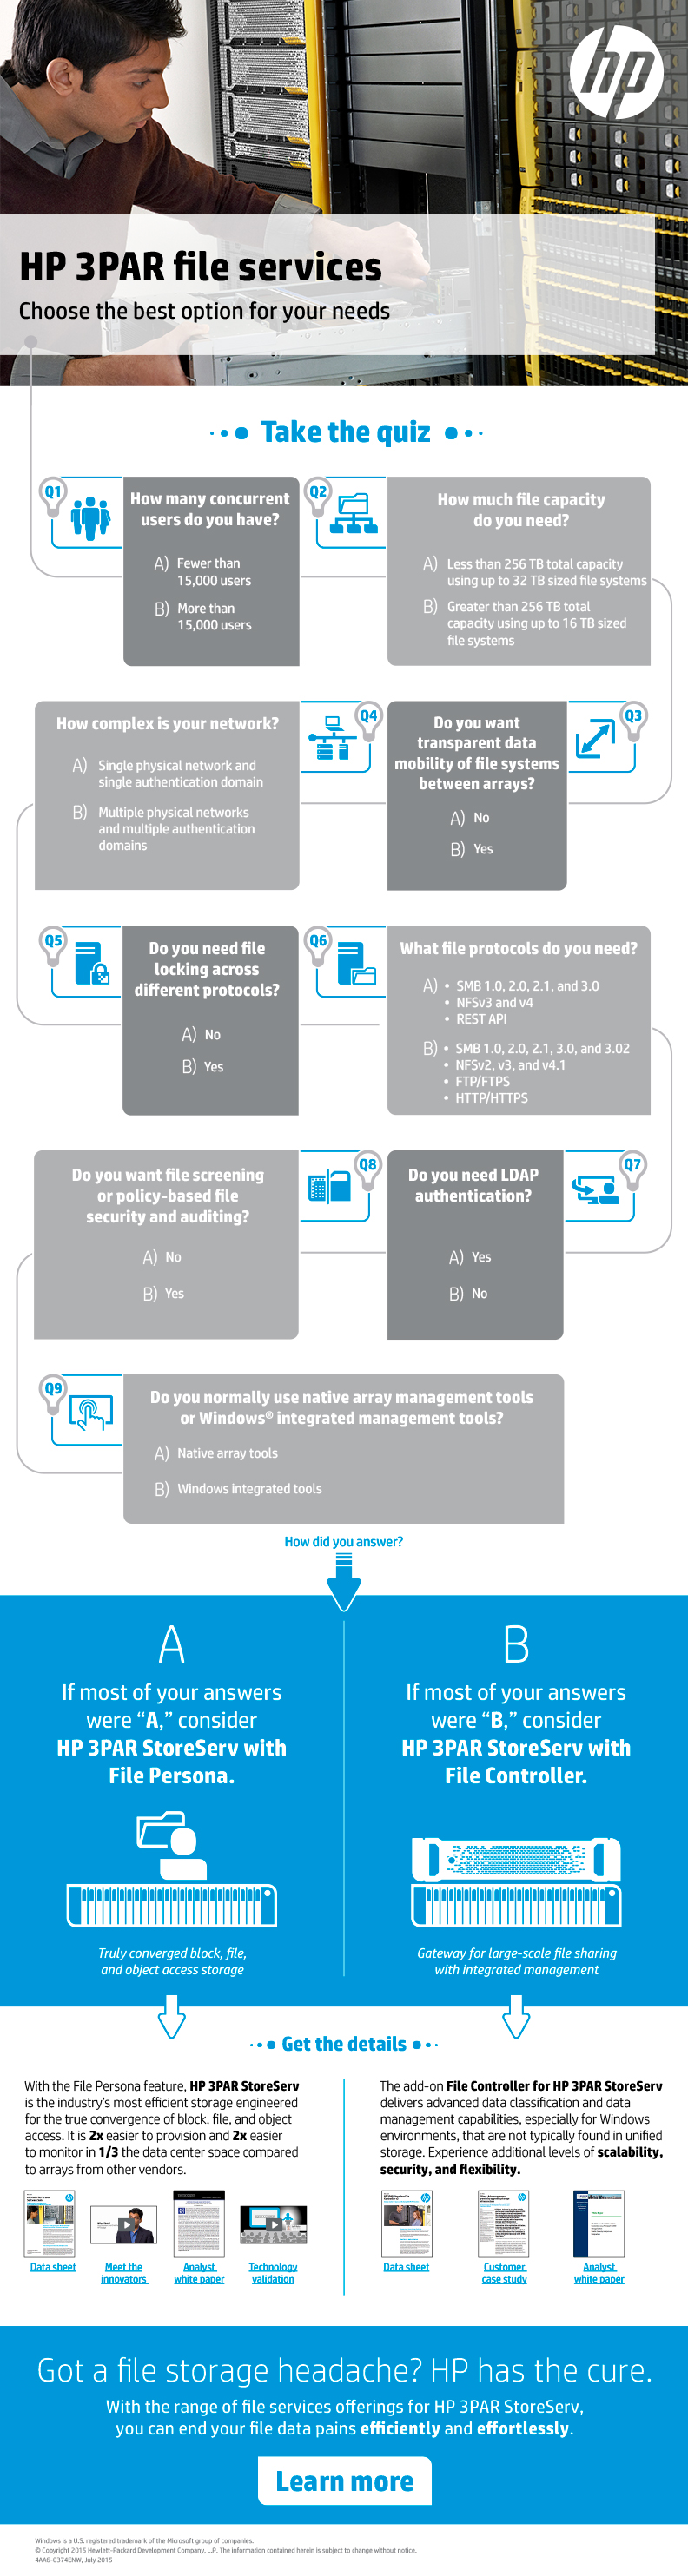 hp
HP 3PAR file services
Choose the best option for your needs
Take the quiz
Q1
How many concurrent
users do you have?
A) Fewer than
15,000 users
B) More than
15,000 users
Q2
How much file capacity
do you need?
A) Less than 256 TB total capacity
using up to 32 TB sized file systems
B) Greater than 256 TB total
capacity using up to 16 TB sized
file systems
Q3
Do you want
transparent data
mobility of file systems
between arrays?
A) No
B) Yes
Q4
How complex is your network?
A) Single physical network and
single authentication domain
B) Multiple physical networks
and multiple authentication
domains
Q5
Do you need file
locking across
different protocols?
A) No
B) Yes
Q6
What file protocols do you need?
A) • SMB 1.0, 2.0, 2.1, and 3.0
• NFSv3 and v4
• REST API
B) • SMB 1.0, 2.0, 2.1, 3.0, and 3.02
• NFSv2, v3, and v4.1
• FTP/FTPS
• HTTP/HTTPS
Q7
Do you need LDAP
authentication?
A) Yes
B) No
Q8
Do you want file screening
or policy-based file
security and auditing?
A) No
B) Yes
Q9
Do you normally use native array management tools
or Windows® integrated management tools?
A) Native array tools
B) Windows integrated tools
How did you answer?
A
If most of your answers
were “A,” consider
HP 3PAR StoreServ with
File Persona.
Truly converged block, file,
and object access storage
B
If most of your answers
were “B,” consider
HP 3PAR StoreServ with
File Controller.
Gateway for large-scale file sharing
with integrated management
Get the details
With the File Persona feature, HP 3PAR StoreServ
is the industry’s most efficient storage engineered
for the true convergence of block, file, and object
access. It is 2x easier to provision and 2x easier
to monitor in 1/3 the data center space compared
to arrays from other vendors.
Data sheet
Meet the
innovators
Analyst
white paper
Technology
validation
The add-on File Controller for HP 3PAR StoreServ
delivers advanced data classification and data
management capabilities, especially for Windows
environments, that are not typically found in unified
storage. Experience additional levels of scalability,
security, and flexibility.
Data sheet
Customer
case study
Analyst
white paper
Got a file storage headache? HP has the cure.
With the range of file services offerings for HP 3PAR StoreServ,
you can end your file data pains efficiently and effortlessly.
Learn more
Windows is a U.S. registered trademark of the Microsoft group of companies.
© Copyright 2015 Hewlett-Packard Development Company, L.P. The information contained herein is subject to change without notice.
4AA6-0374ENW, July 2015